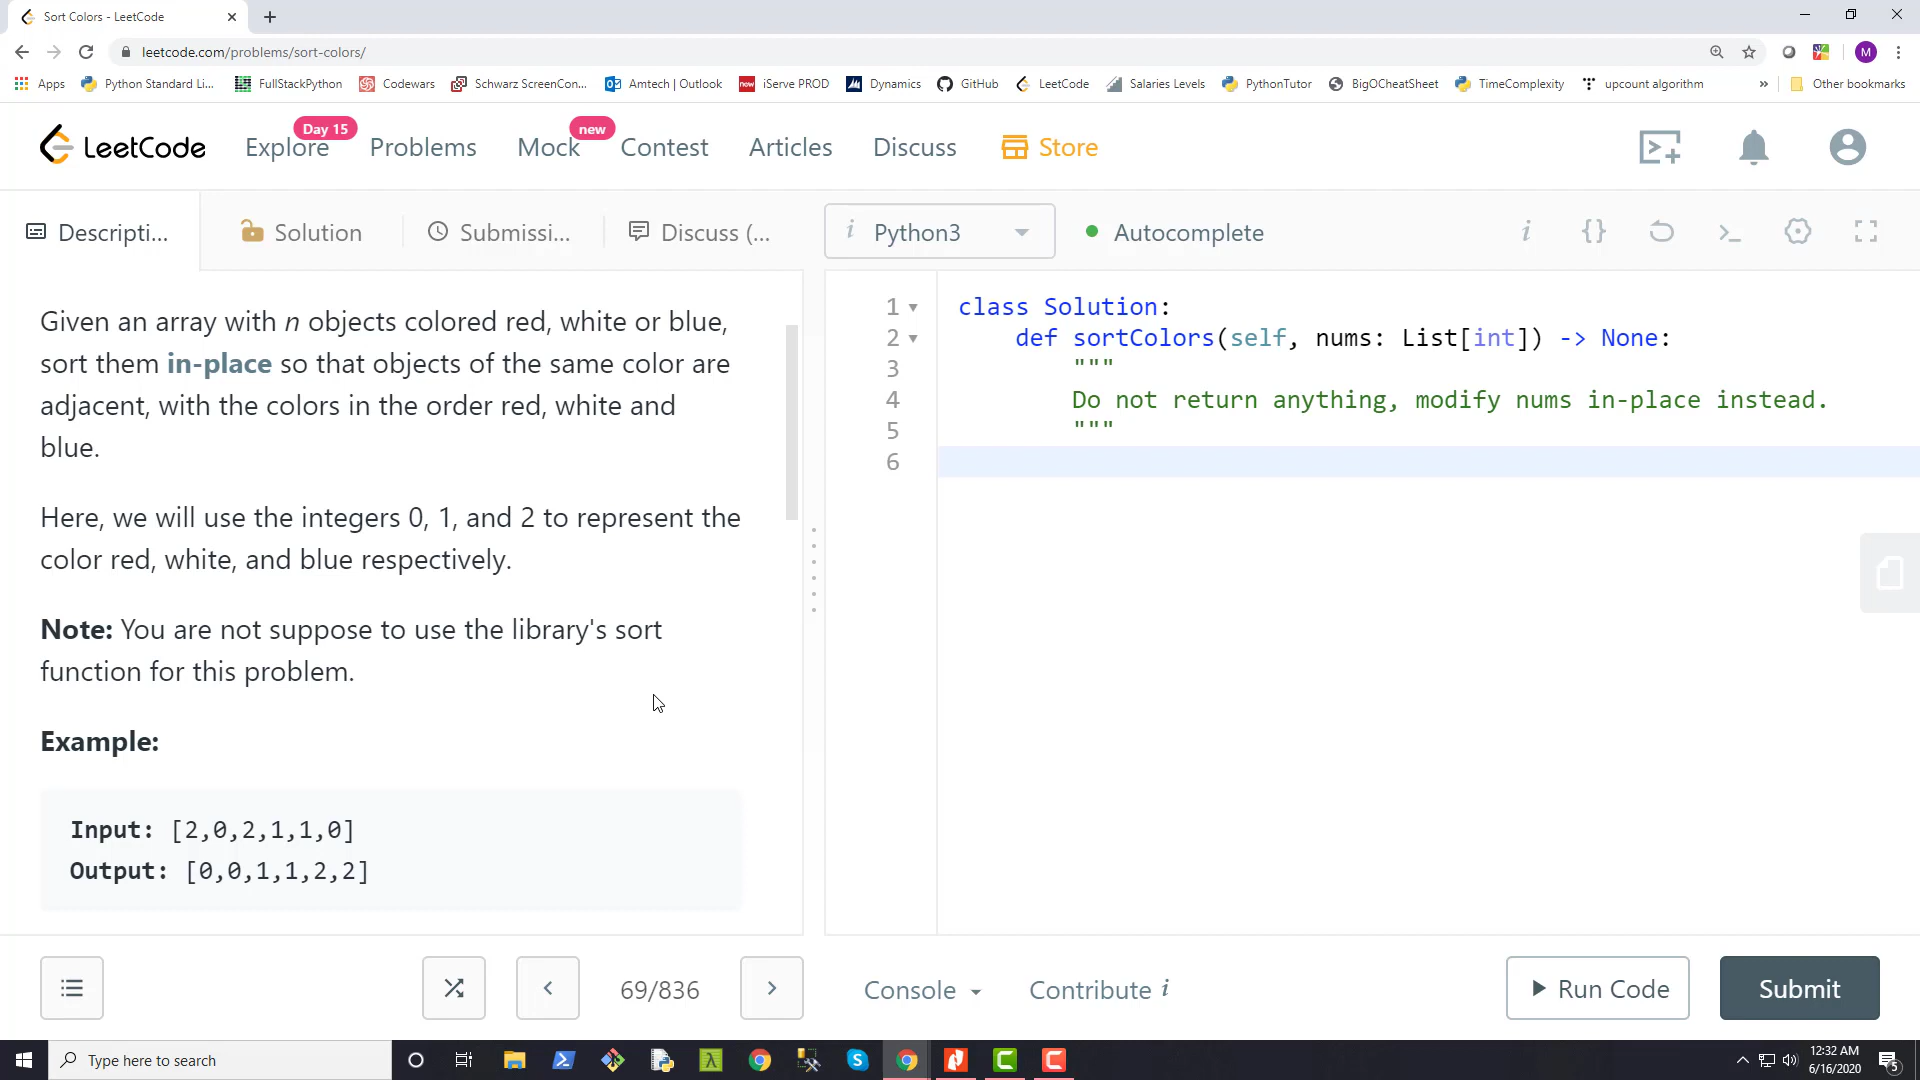 Sort Colors - LeetCode
leetcode.com/problems/sort-colors/
M
Apps Python Standard Li... FullStackPython Codewars Schwarz ScreenCon... Amtech | Outlook now iServe PROD Dynamics GitHub LeetCode Salaries Levels PythonTutor BigOCheatSheet TimeComplexity upcount algorithm » Other bookmarks
LeetCode Explore Day 15 Problems Mock new Contest Articles Discuss Store
Descripti... Solution Submissi... Discuss (... i Python3 Autocomplete i {} >_
Given an array with n objects colored red, white or blue,
sort them in-place so that objects of the same color are
adjacent, with the colors in the order red, white and
blue.
Here, we will use the integers 0, 1, and 2 to represent the
color red, white, and blue respectively.
Note: You are not suppose to use the library's sort
function for this problem.
Example:
Input: [2,0,2,1,1,0]
Output: [0,0,1,1,2,2]
1 class Solution:
2 def sortColors(self, nums: List[int]) -> None:
3 """
4 Do not return anything, modify nums in-place instead.
5 """
6
69/836 Console Contribute i Run Code Submit
Type here to search
12:32 AM
6/16/2020
5